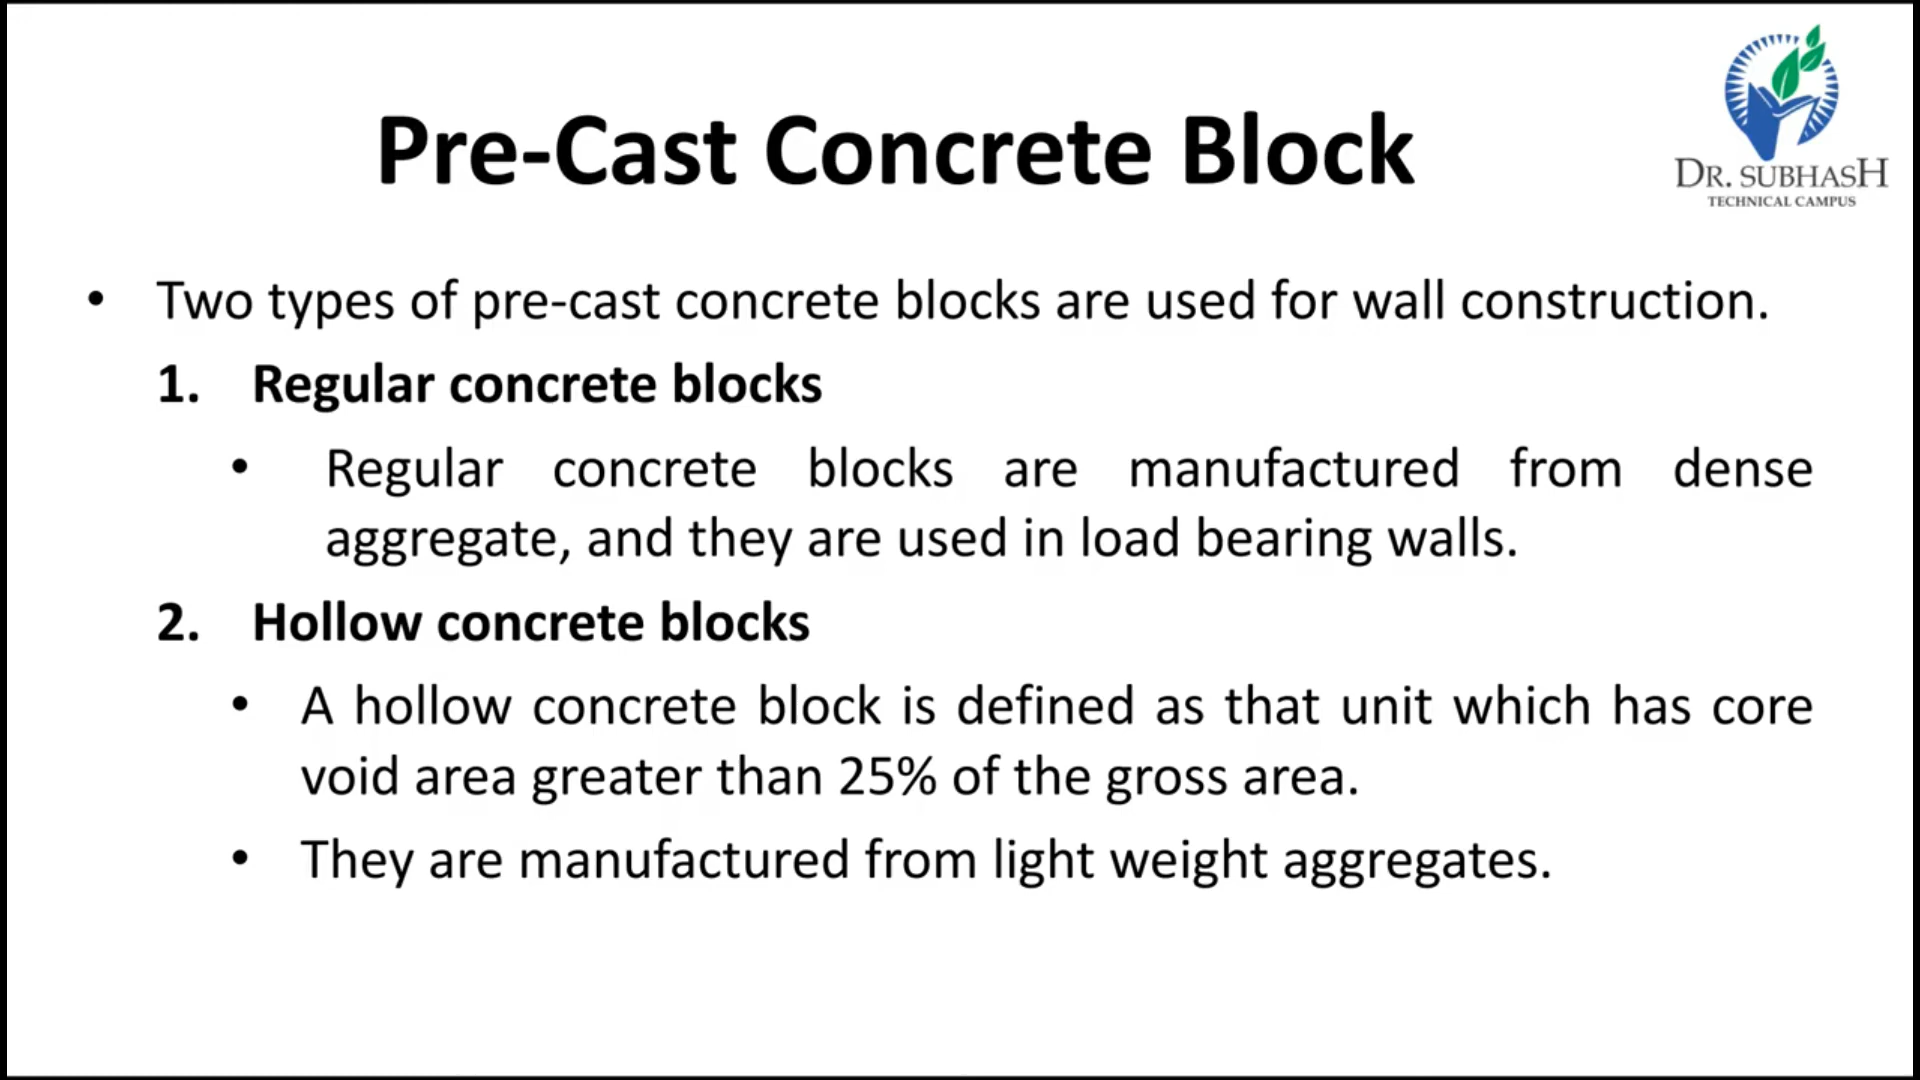 DR. SUBHASH
TECHNICAL CAMPUS
Pre-Cast Concrete Block
• Two types of pre-cast concrete blocks are used for wall construction.
1. Regular concrete blocks
• Regular concrete blocks are manufactured from dense
aggregate, and they are used in load bearing walls.
2. Hollow concrete blocks
• A hollow concrete block is defined as that unit which has core
void area greater than 25% of the gross area.
• They are manufactured from light weight aggregates.